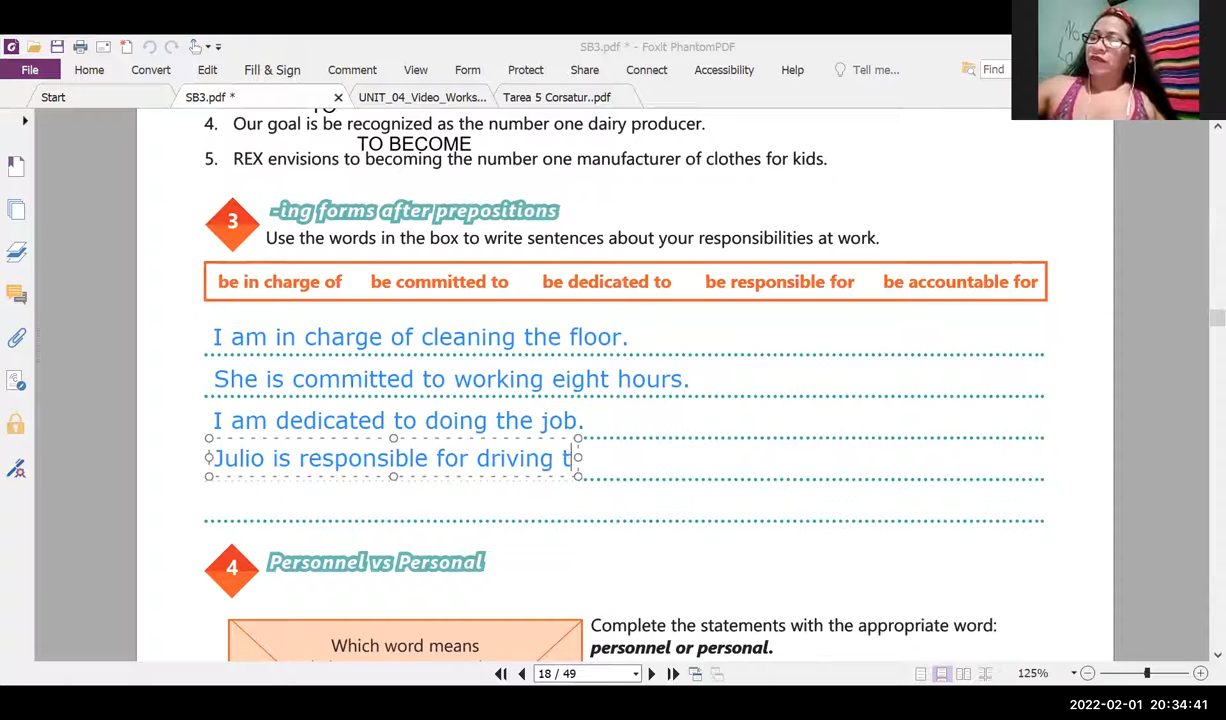 SB3.pdf * - Foxit PhantomPDF
File Home Convert Edit Fill & Sign Comment View Form Protect Share Connect Accessibility Help Tell me... Find
Start SB3.pdf * UNIT_04_Video_Works... Tarea 5 Corsatur..pdf
4. Our goal is be recognized as the number one dairy producer.
TO BECOME
5. REX envisions to becoming the number one manufacturer of clothes for kids.
3 -ing forms after prepositions
Use the words in the box to write sentences about your responsibilities at work.
be in charge of be committed to be dedicated to be responsible for be accountable for
I am in charge of cleaning the floor.
She is committed to working eight hours.
I am dedicated to doing the job.
Julio is responsible for driving t
4 Personnel vs Personal
Complete the statements with the appropriate word:
Which word means
personnel or personal.
18 / 49
125%
2022-02-01 20:34:41